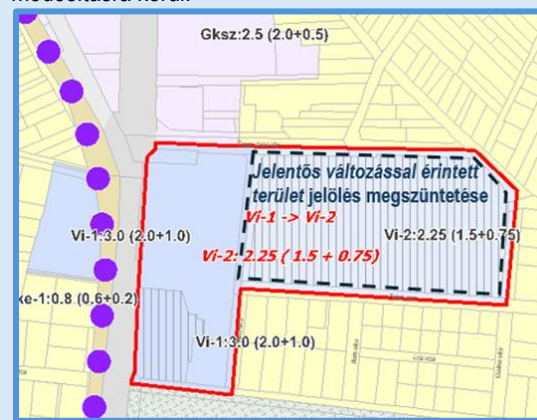 Gksz:2.5 (2.0+0.5)
Jelentős változással érintett
terület jelölés megszüntetése
Vi-1 -> Vi-2
Vi-1:3.0 (2.0+1.0)
Vi-2:2.25 (1.5+0.75)
Vi-2: 2.25 ( 1.5 + 0.75)
ke-1:0.8 (0.6+0.2)
Vi-1:3.0 (2.0+1.0)